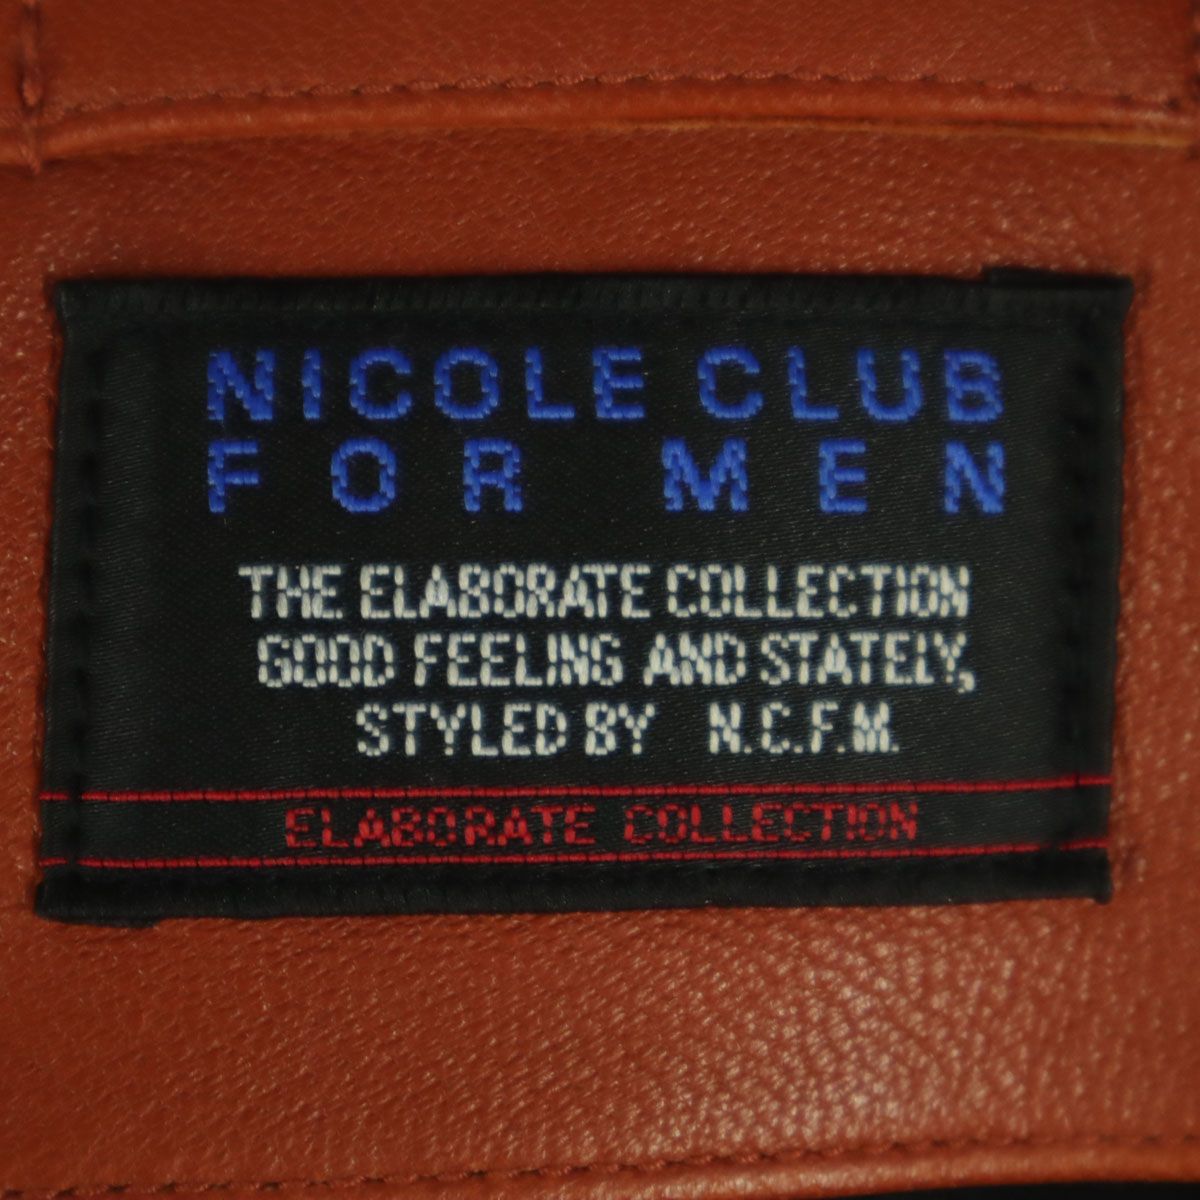 NICOLE CLUB
FOR MEN
THE ELABORATE COLLECTION
GOOD FEELING AND STATELY,
STYLED BY N.C.F.M.
ELABORATE COLLECTION